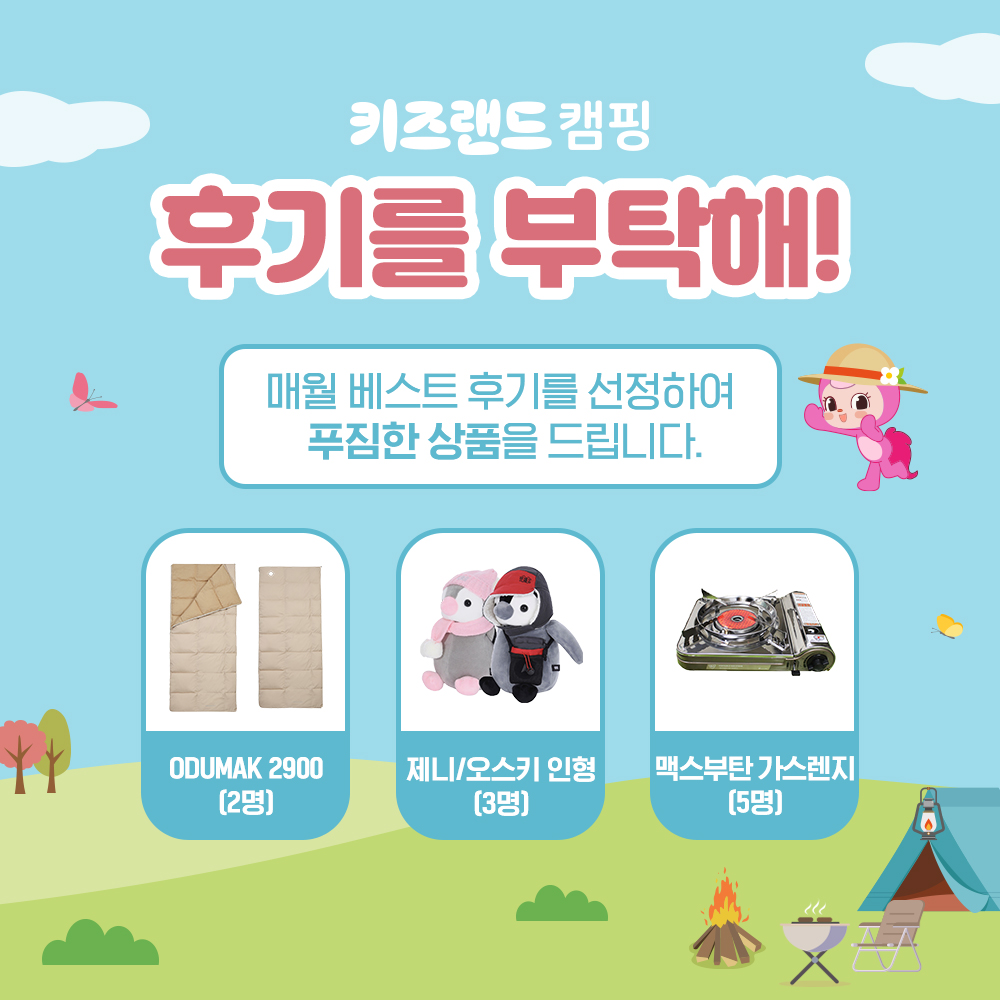 키즈랜드 캠핑
후기를 부탁해!
매월 베스트 후기를 선정하여
푸짐한 상품을 드립니다.
ODUMAK 2900
(2명)
제니/오스키 인형
(3명)
맥스부탄 가스렌지
(5명)